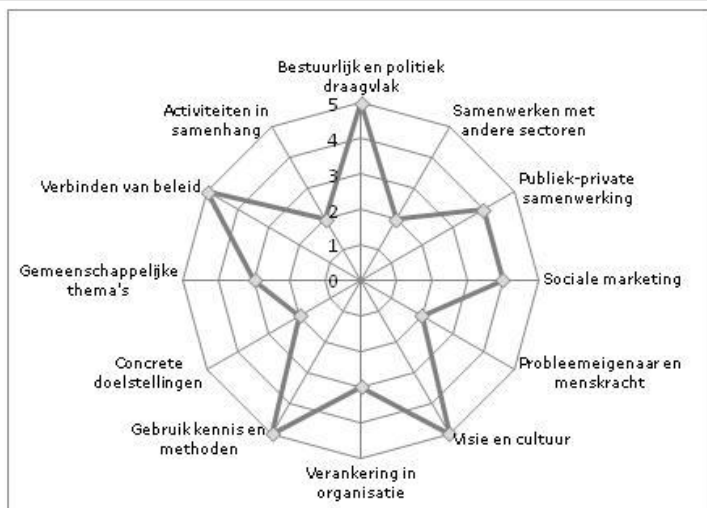 Bestuurlijk en politiek
draagvlak
Samenwerken met
andere sectoren
Publiek-private
samenwerking
Sociale marketing
Probleemeigenaar en
menskracht
Visie en cultuur
Verankering in
organisatie
Gebruik kennis en
methoden
Concrete
doelstellingen
Gemeenschappelijke
thema's
Verbinden van beleid
Activiteiten in
samenhang
5
4
3
2
1
0